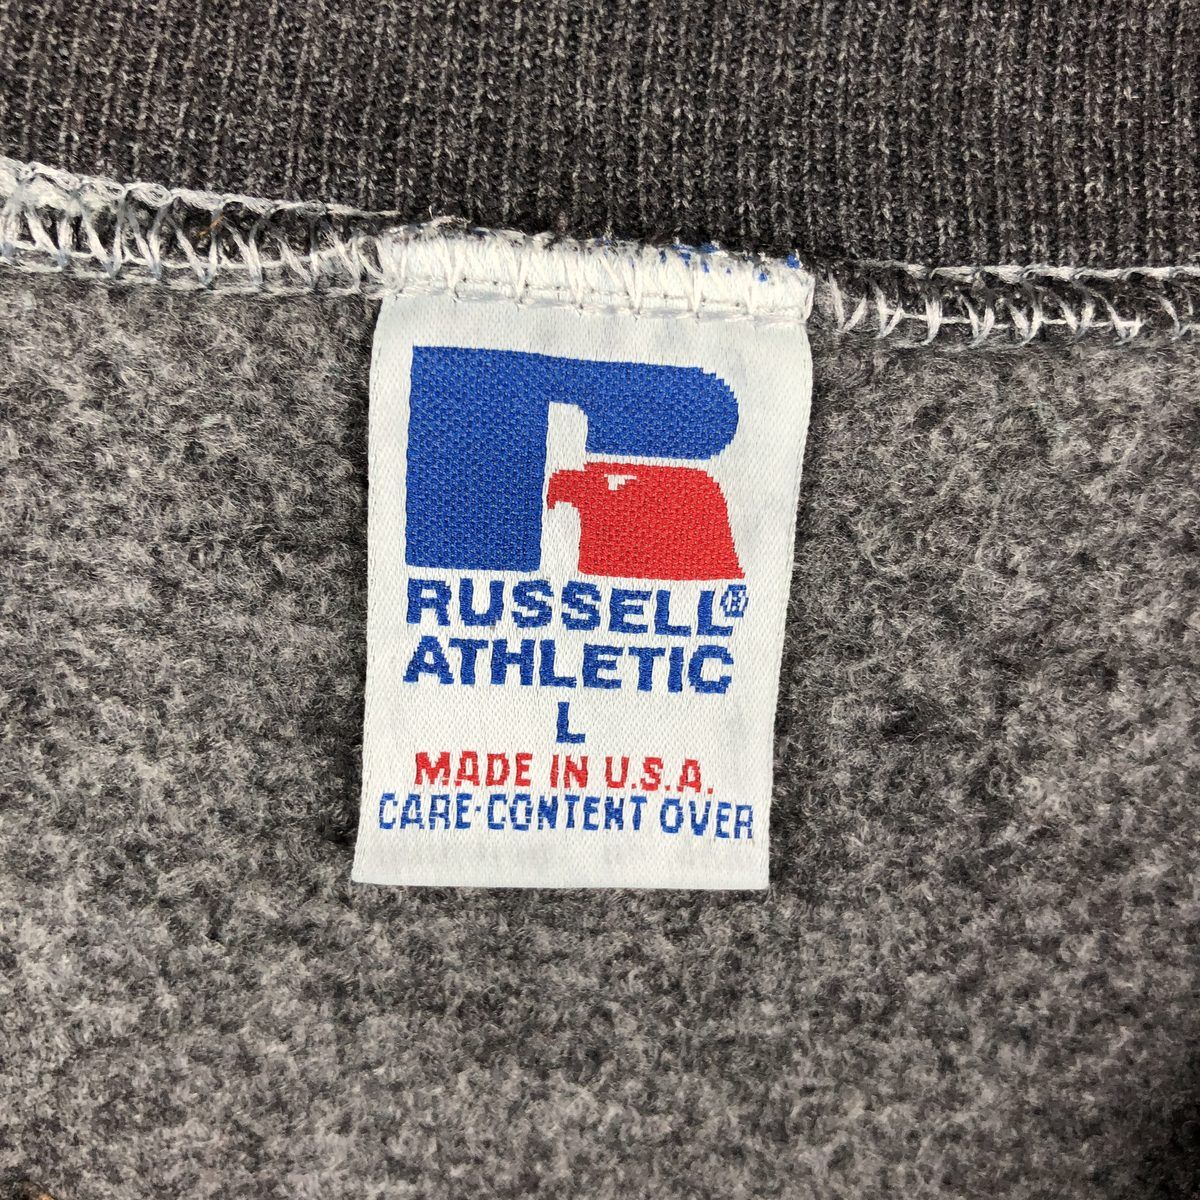 RUSSELL®
ATHLETIC
L
MADE IN U.S.A.
CARE·CONTENT OVER